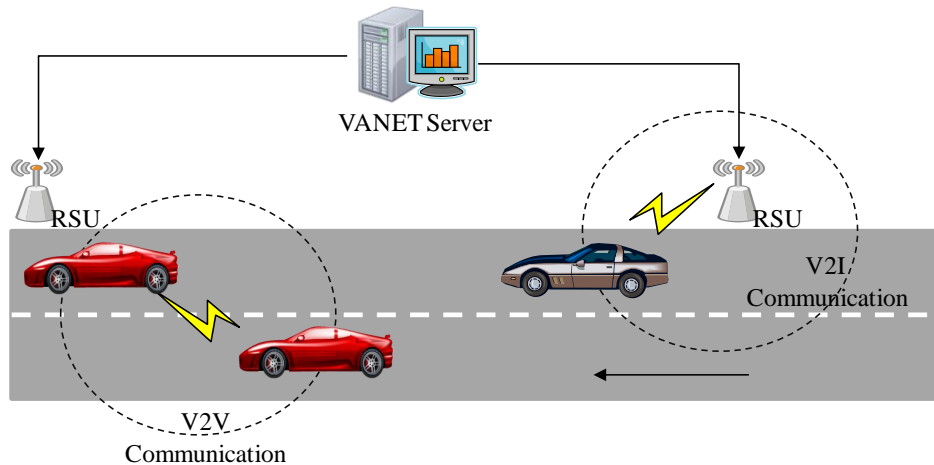 VANET Server
RSU
RSU
V2I
Communication
V2V
Communication